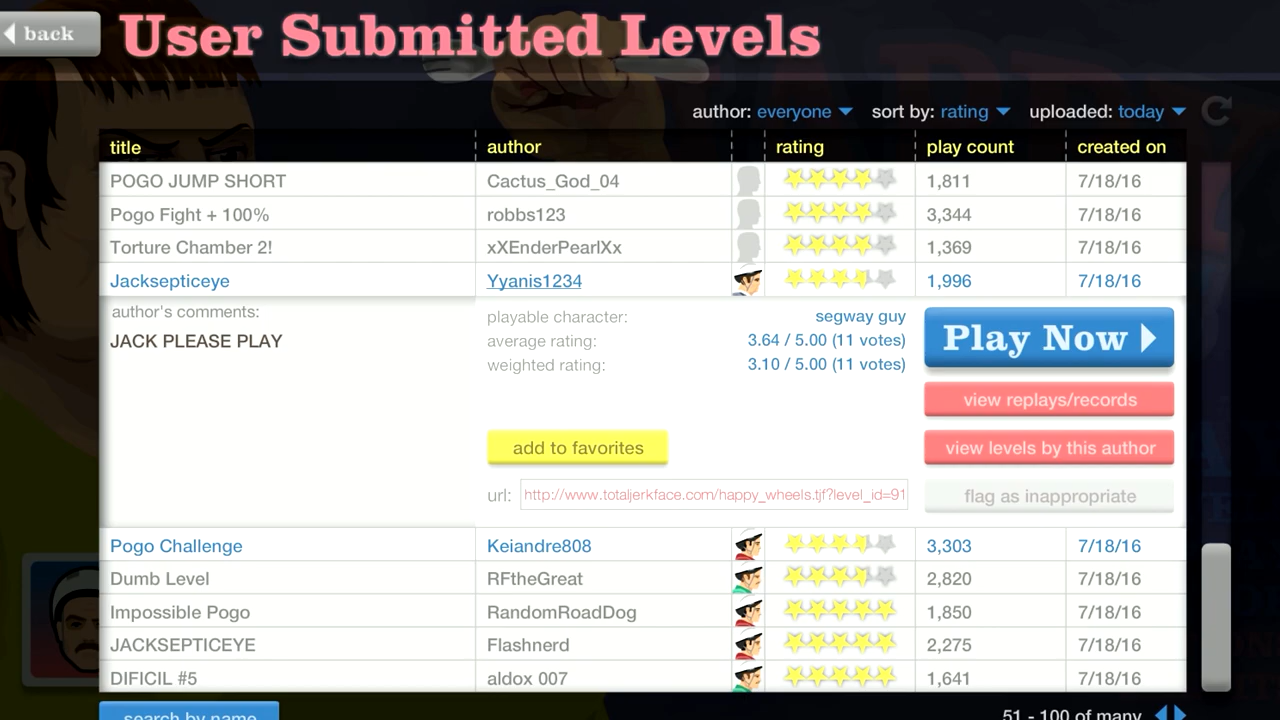 back
User Submitted Levels
author: everyone sort by: rating uploaded: today
title author rating play count created on
POGO JUMP SHORT Cactus_God_04 1,811 7/18/16
Pogo Fight + 100% robbs123 3,344 7/18/16
Torture Chamber 2! xXEnderPearlXx 1,369 7/18/16
Jacksepticeye Yyanis1234 1,996 7/18/16
author's comments:
JACK PLEASE PLAY
playable character: segway guy
average rating: 3.64 / 5.00 (11 votes)
weighted rating: 3.10 / 5.00 (11 votes)
add to favorites
url: http://www.totaljerkface.com/happy_wheels.tjf?level_id=91
Play Now
view replays/records
view levels by this author
flag as inappropriate
Pogo Challenge Keiandre808 3,303 7/18/16
Dumb Level RFtheGreat 2,820 7/18/16
Impossible Pogo RandomRoadDog 1,850 7/18/16
JACKSEPTICEYE Flashnerd 2,275 7/18/16
DIFICIL #5 aldox 007 1,641 7/18/16
search by name 51 - 100 of many